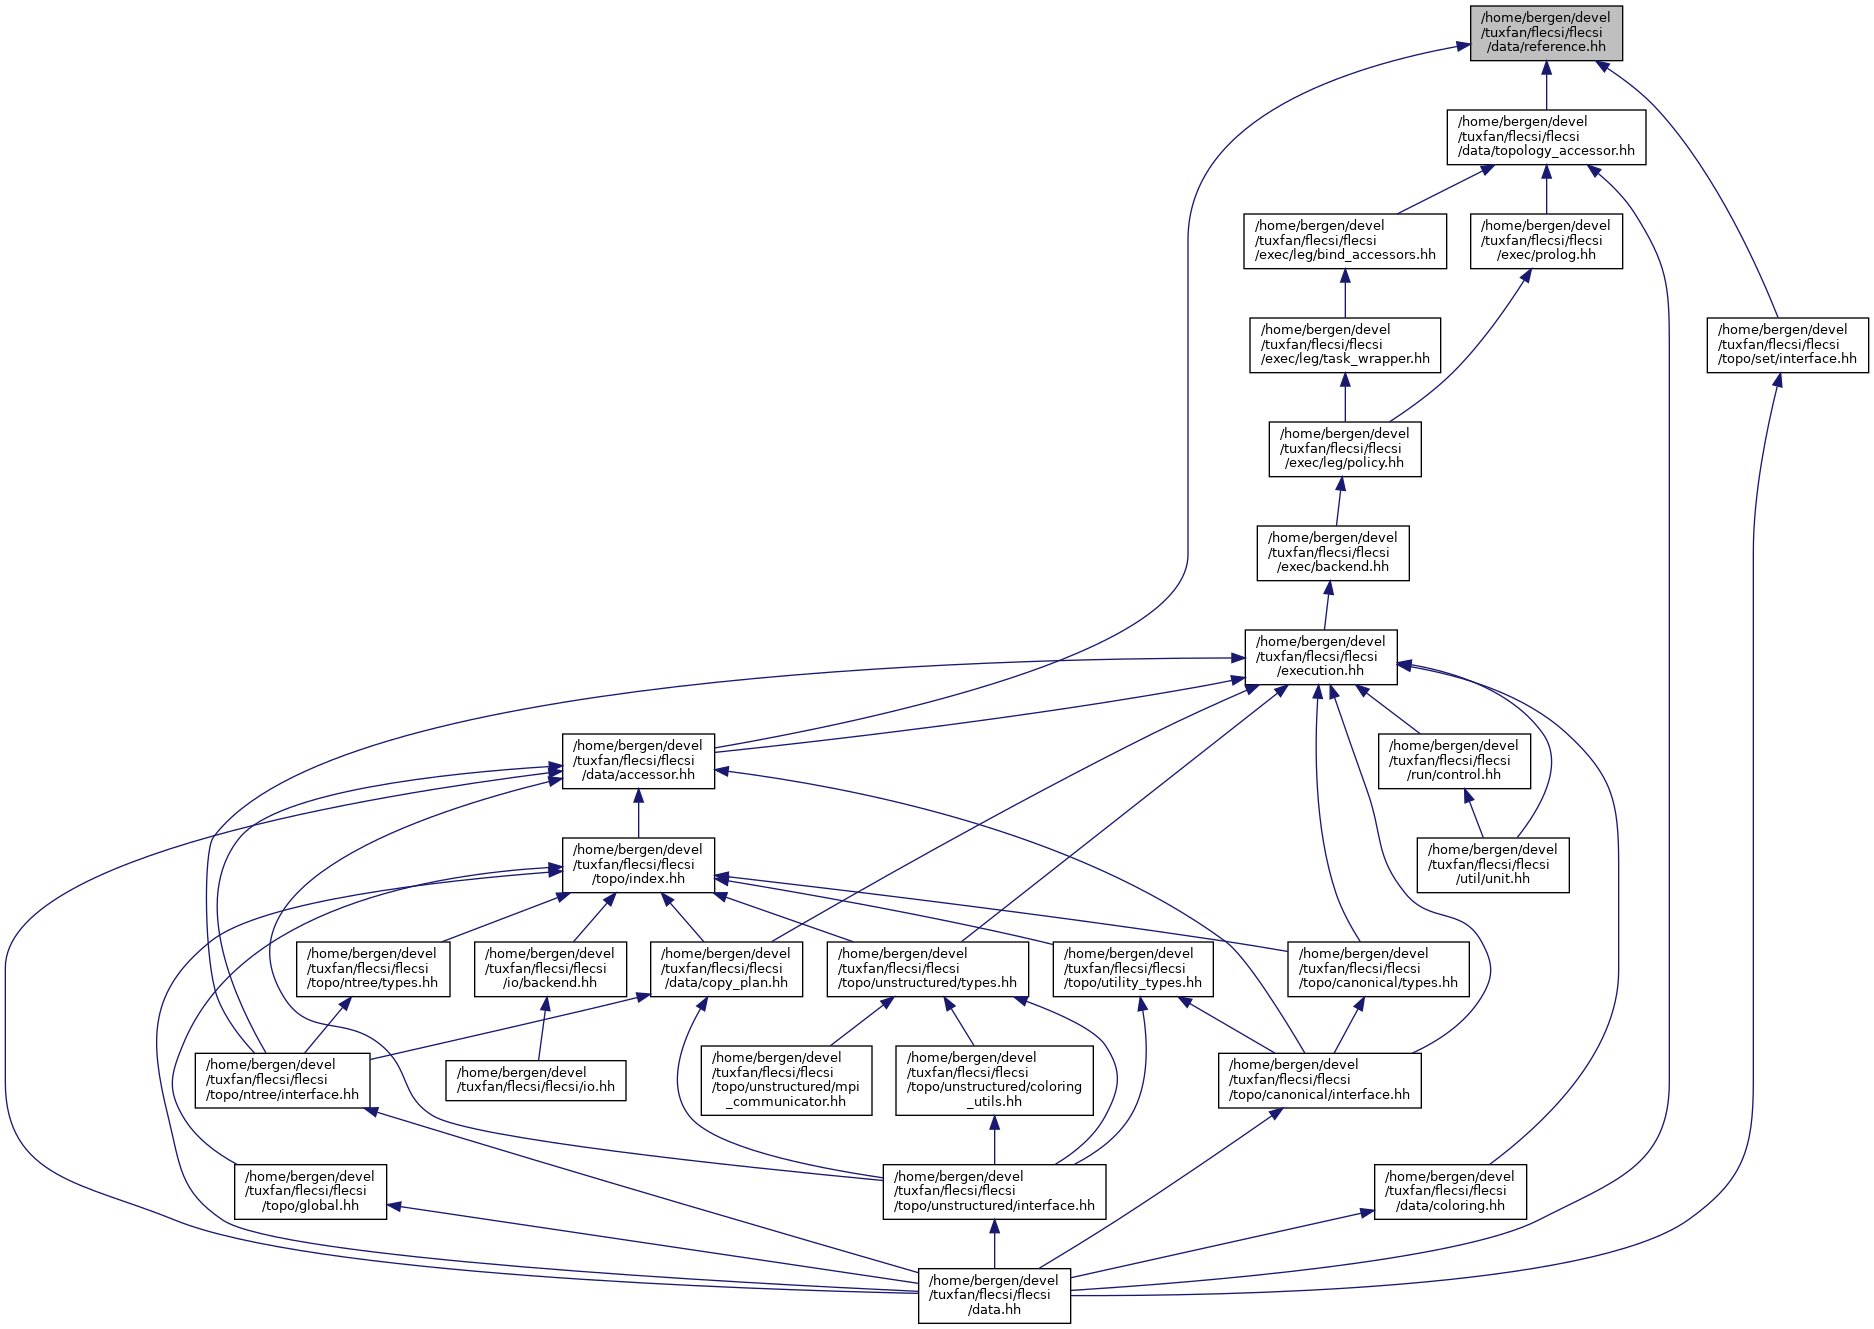 /home/bergen/devel
/tuxfan/flecsi/flecsi
/data/reference.hh
/home/bergen/devel
/tuxfan/flecsi/flecsi
/data/topology_accessor.hh
/home/bergen/devel
/tuxfan/flecsi/flecsi
/exec/leg/bind_accessors.hh
/home/bergen/devel
/tuxfan/flecsi/flecsi
/exec/prolog.hh
/home/bergen/devel
/tuxfan/flecsi/flecsi
/exec/leg/task_wrapper.hh
/home/bergen/devel
/tuxfan/flecsi/flecsi
/topo/set/interface.hh
/home/bergen/devel
/tuxfan/flecsi/flecsi
/exec/leg/policy.hh
/home/bergen/devel
/tuxfan/flecsi/flecsi
/exec/backend.hh
/home/bergen/devel
/tuxfan/flecsi/flecsi
/execution.hh
/home/bergen/devel
/tuxfan/flecsi/flecsi
/data/accessor.hh
/home/bergen/devel
/tuxfan/flecsi/flecsi
/run/control.hh
/home/bergen/devel
/tuxfan/flecsi/flecsi
/topo/index.hh
/home/bergen/devel
/tuxfan/flecsi/flecsi
/util/unit.hh
/home/bergen/devel
/tuxfan/flecsi/flecsi
/topo/ntree/types.hh
/home/bergen/devel
/tuxfan/flecsi/flecsi
/io/backend.hh
/home/bergen/devel
/tuxfan/flecsi/flecsi
/data/copy_plan.hh
/home/bergen/devel
/tuxfan/flecsi/flecsi
/topo/unstructured/types.hh
/home/bergen/devel
/tuxfan/flecsi/flecsi
/topo/utility_types.hh
/home/bergen/devel
/tuxfan/flecsi/flecsi
/topo/canonical/types.hh
/home/bergen/devel
/tuxfan/flecsi/flecsi
/topo/ntree/interface.hh
/home/bergen/devel
/tuxfan/flecsi/flecsi/io.hh
/home/bergen/devel
/tuxfan/flecsi/flecsi
/topo/unstructured/mpi
_communicator.hh
/home/bergen/devel
/tuxfan/flecsi/flecsi
/topo/unstructured/coloring
_utils.hh
/home/bergen/devel
/tuxfan/flecsi/flecsi
/topo/canonical/interface.hh
/home/bergen/devel
/tuxfan/flecsi/flecsi
/topo/global.hh
/home/bergen/devel
/tuxfan/flecsi/flecsi
/topo/unstructured/interface.hh
/home/bergen/devel
/tuxfan/flecsi/flecsi
/data/coloring.hh
/home/bergen/devel
/tuxfan/flecsi/flecsi
/data.hh